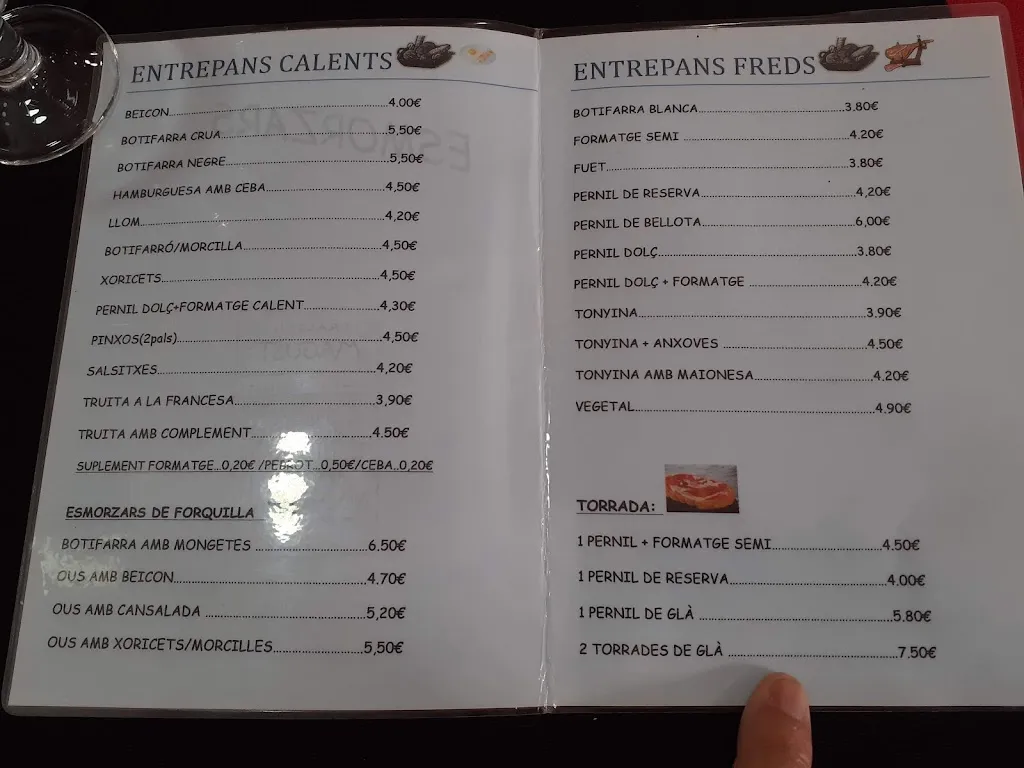 ENTREPANS CALENTS
BEICON....4.00€
BOTIFARRA CRUA....5,50€
BOTIFARRA NEGRE....5,50€
HAMBURGUESA AMB CEBA....4,50€
LLOM....4,20€
BOTIFARRÓ/MORCILLA....4,50€
XORICETS....4,50€
PERNIL DOLÇ+FORMATGE CALENT....4,30€
PINXOS(2pals)....4,50€
SALSITXES....4,20€
TRUITA A LA FRANCESA....3,90€
TRUITA AMB COMPLEMENT....4.50€
SUPLEMENT FORMATGE..0,20€ /PEBROT...0,50€/CEBA..0,20€
ESMORZARS DE FORQUILLA
BOTIFARRA AMB MONGETES ....6.50€
OUS AMB BEICON....4.70€
OUS AMB CANSALADA ....5,20€
OUS AMB XORICETS/MORCILLES....5,50€
ENTREPANS FREDS
BOTIFARRA BLANCA....3.80€
FORMATGE SEMI ....4.20€
FUET....3.80€
PERNIL DE RESERVA....4,20€
PERNIL DE BELLOTA....6,00€
PERNIL DOLÇ....3.80€
PERNIL DOLÇ + FORMATGE ....4.20€
TONYINA....3.90€
TONYINA + ANXOVES ....4.50€
TONYINA AMB MAIONESA....4.20€
VEGETAL....4.90€
TORRADA:
1 PERNIL + FORMATGE SEMI....4.50€
1 PERNIL DE RESERVA....4.00€
1 PERNIL DE GLÀ ....5.80€
2 TORRADES DE GLÀ ....7.50€